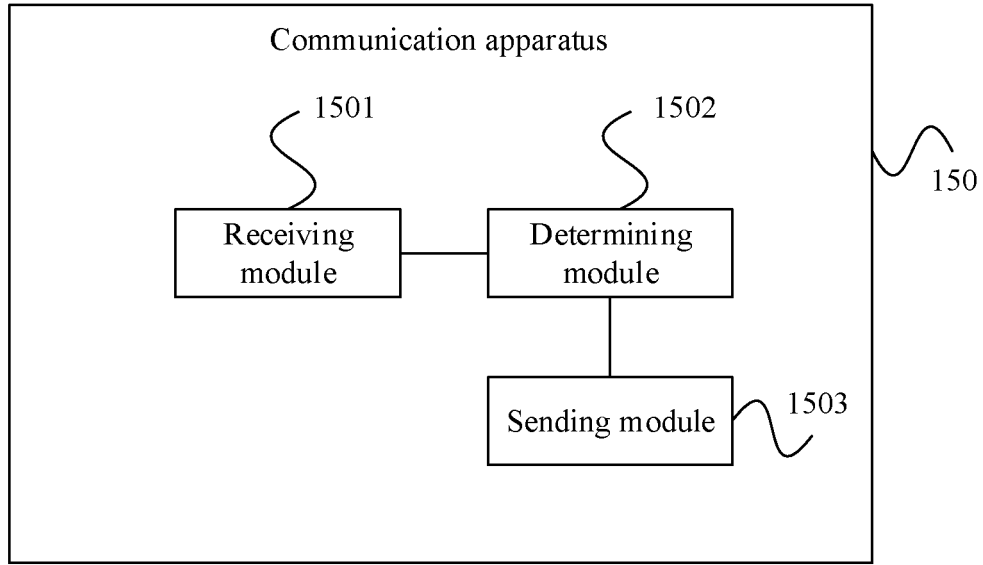 Communication apparatus
1501
1502
150
Receiving
module
Determining
module
Sending module
1503